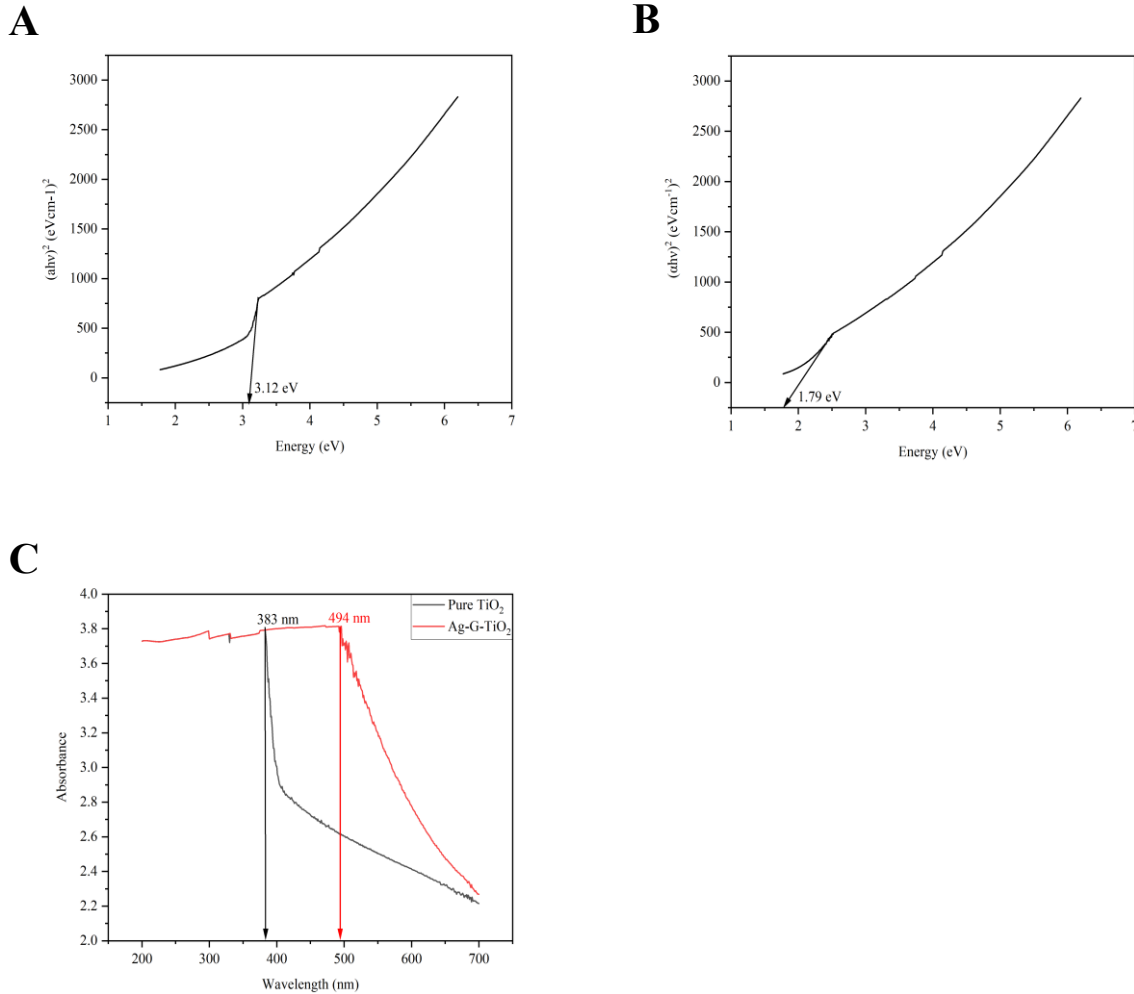 A
3000
2500
2000
1500
1000
500
0
(ahv)² (eVcm-1)²
3.12 eV
1 2 3 4 5 6 7
Energy (eV)
B
3000
2500
2000
1500
1000
500
0
(αhv)² (eVcm⁻¹)²
1.79 eV
1 2 3 4 5 6 7
Energy (eV)
C
4.0
3.8
3.6
3.4
3.2
3.0
2.8
2.6
2.4
2.2
2.0
Absorbance
383 nm
494 nm
Pure TiO₂
Ag-G-TiO₂
200 300 400 500 600 700
Wavelength (nm)